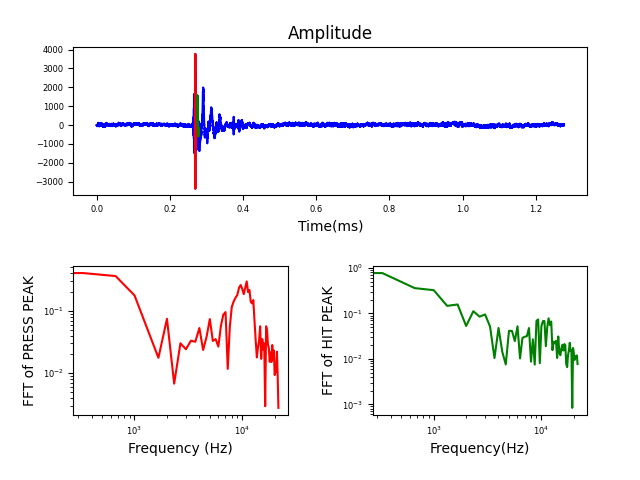 Amplitude
4000
3000
2000
1000
0
−1000
−2000
−3000
0.0 0.2 0.4 0.6 0.8 1.0 1.2
Time(ms)
FFT of PRESS PEAK
10⁻¹
10⁻²
10³ 10⁴
Frequency (Hz)
FFT of HIT PEAK
10⁰
10⁻¹
10⁻²
10⁻³
10³ 10⁴
Frequency(Hz)